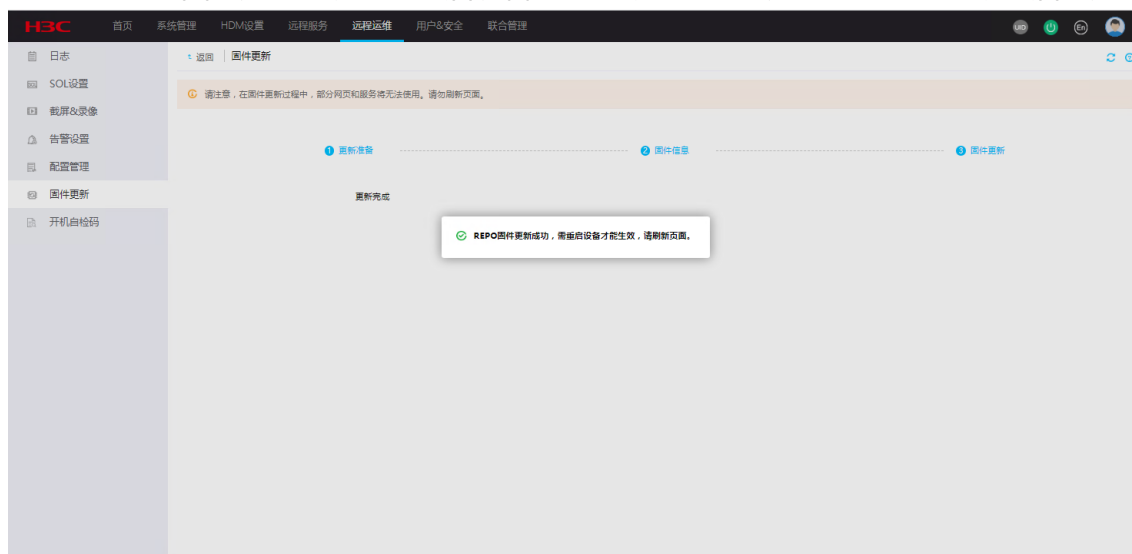 H3C 首页 系统管理 HDM设置 远程服务 远程运维 用户&安全 联合管理 UID En
日志
SOL设置
截屏&录像
告警设置
配置管理
固件更新
开机自检码
返回 固件更新
请注意，在固件更新过程中，部分网页和服务将无法使用。请勿刷新页面。
1 更新准备 2 固件信息 3 固件更新
更新完成
REPO固件更新成功，需重启设备才能生效，请刷新页面。